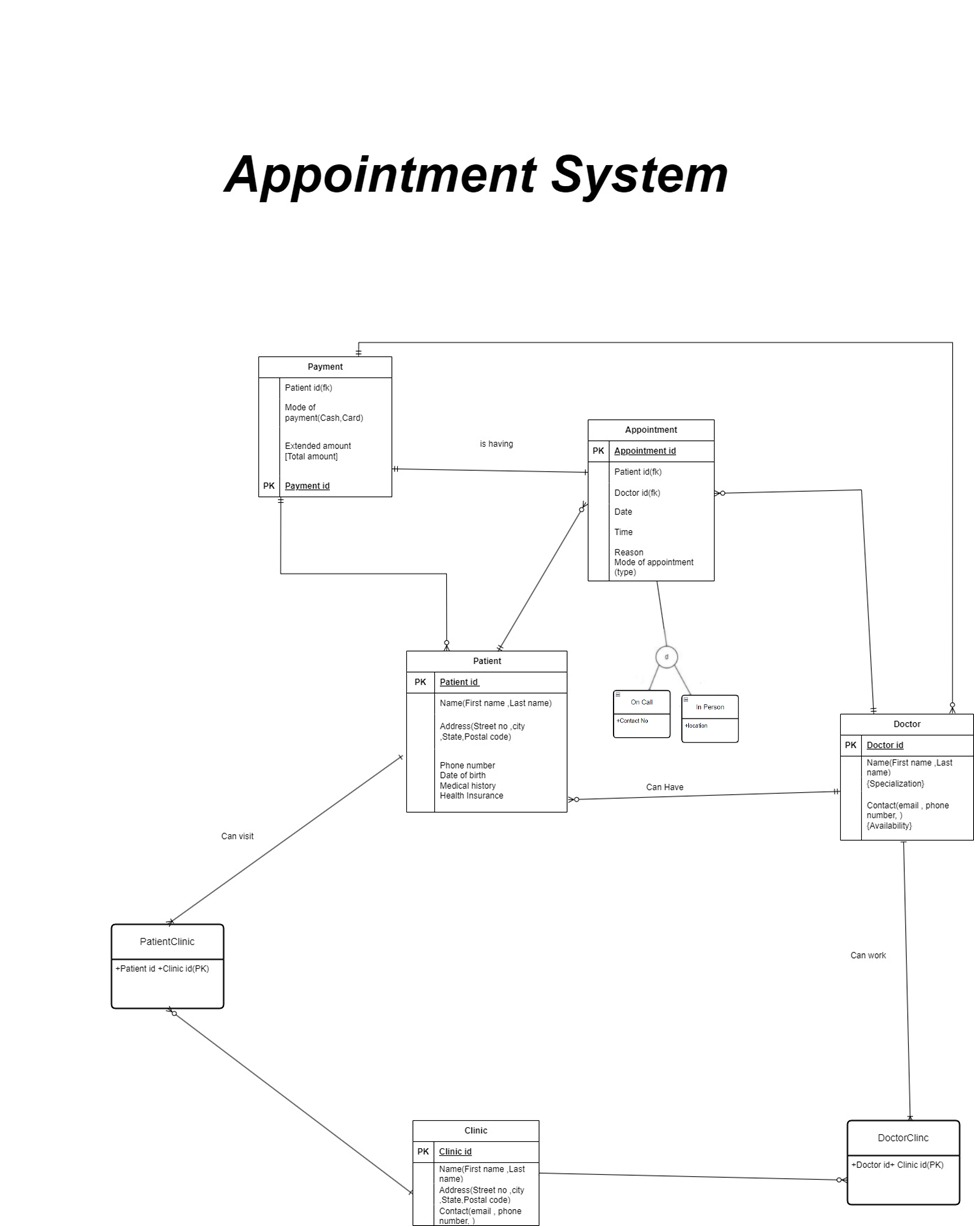 Appointment System
Payment
Patient id(fk)
Mode of
payment(Cash,Card)
Extended amount
[Total amount]
PK Payment id
is having
Appointment
PK Appointment id
Patient id(fk)
Doctor id(fk)
Date
Time
Reason
Mode of appointment
(type)
d
On Call
+Contact No
In Person
+location
Patient
PK Patient id
Name(First name ,Last name)
Address(Street no ,city
,State,Postal code)
Phone number
Date of birth
Medical history
Health Insurance
Can Have
Doctor
PK Doctor id
Name(First name ,Last
name)
{Specialization}
Contact(email , phone
number, )
{Availability}
Can visit
PatientClinic
+Patient id +Clinic id(PK)
Can work
Clinic
PK Clinic id
Name(First name ,Last
name)
Address(Street no ,city
,State,Postal code)
Contact(email , phone
number, )
DoctorClinc
+Doctor id+ Clinic id(PK)